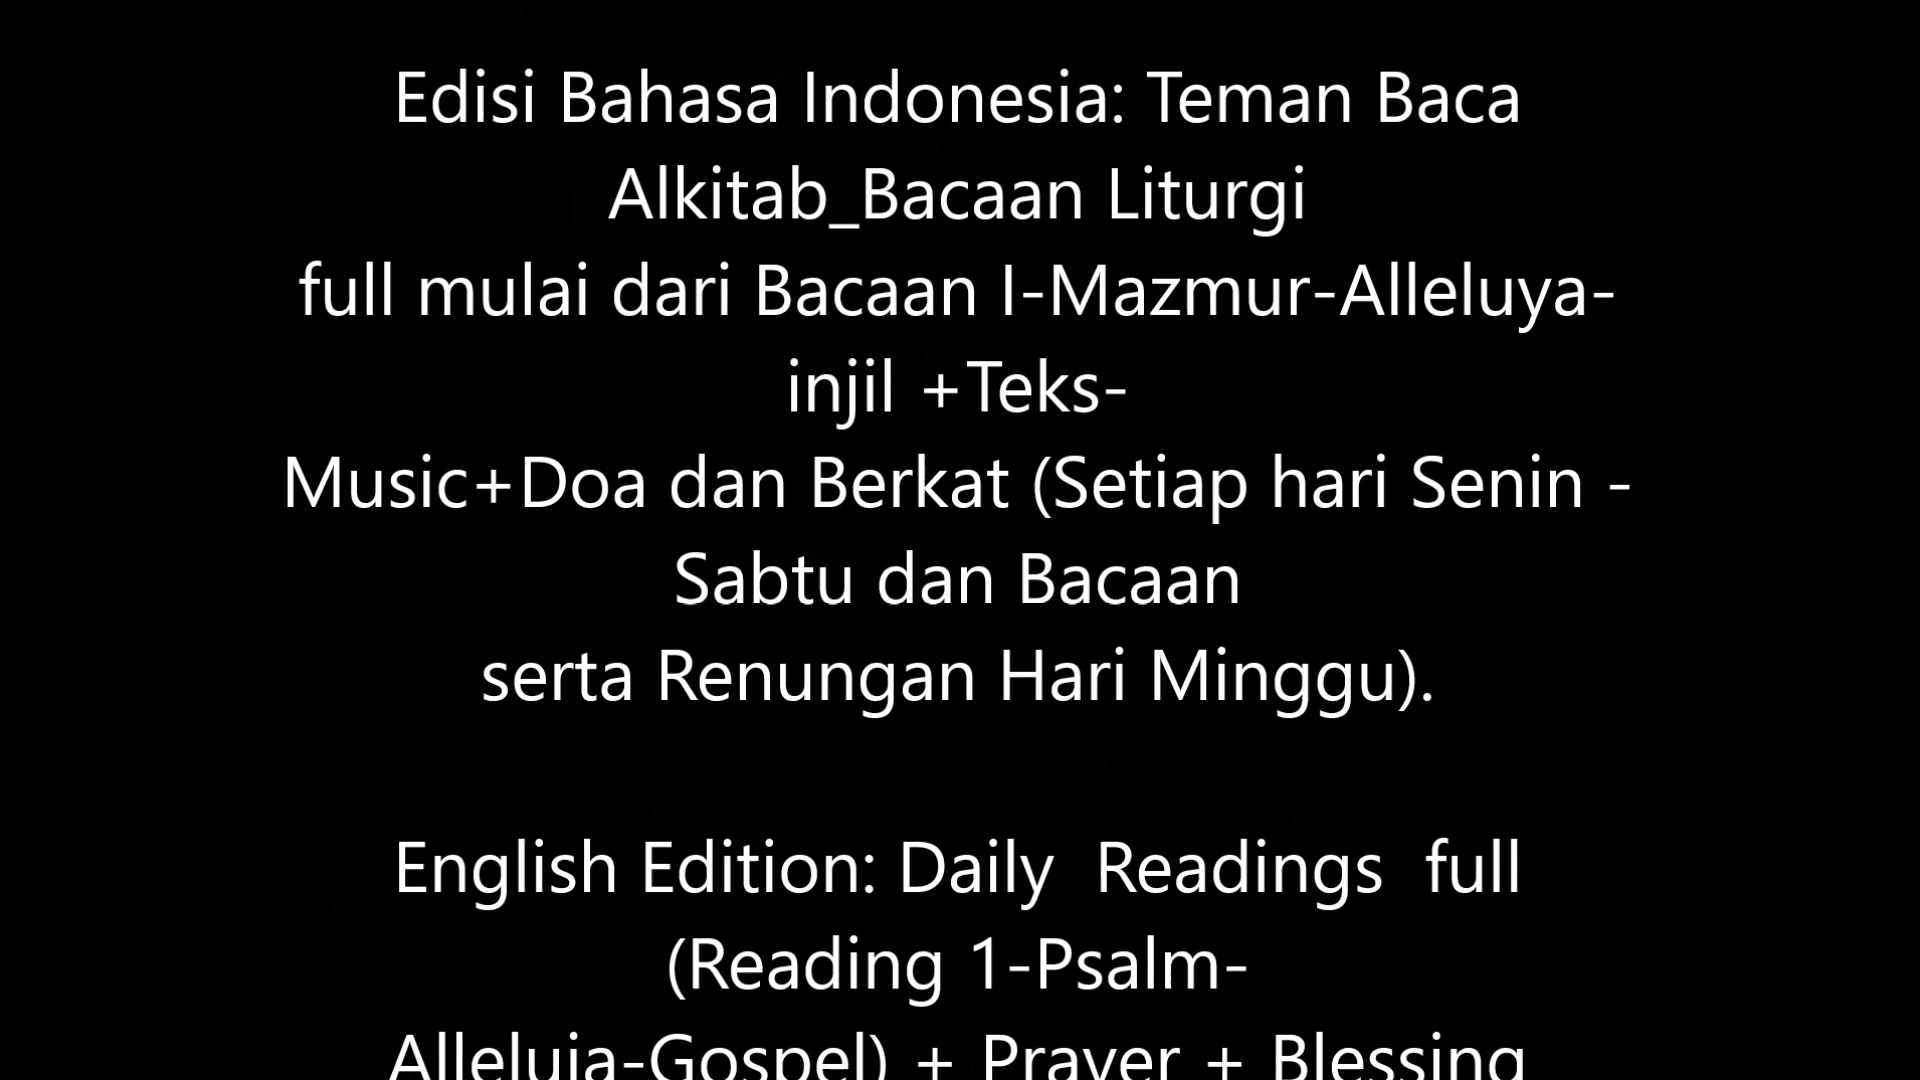 Edisi Bahasa Indonesia: Teman Baca
Alkitab_Bacaan Liturgi
full mulai dari Bacaan I-Mazmur-Alleluya-
injil +Teks-
Music+Doa dan Berkat (Setiap hari Senin -
Sabtu dan Bacaan
serta Renungan Hari Minggu).
English Edition: Daily  Readings  full
(Reading 1-Psalm-
Alleluia-Gospel) + Prayer + Blessing